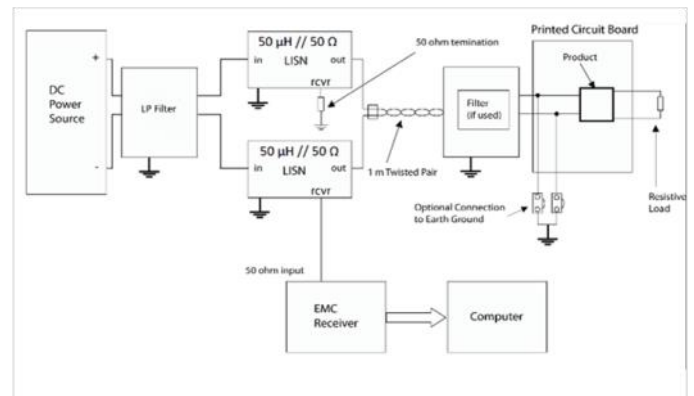 Printed Circuit Board
50 µH // 50 Ω
LISN
in
out
rcvr
50 ohm temination
Product
+
DC
Power
Source
-
LP Filter
Filter
(if used)
50 µH // 50 Ω
LISN
in
out
rcvr
1 m Twisted Pair
Resistive
Load
Optional Connection
to Earth Ground
50 ohm input
EMC
Receiver
Computer